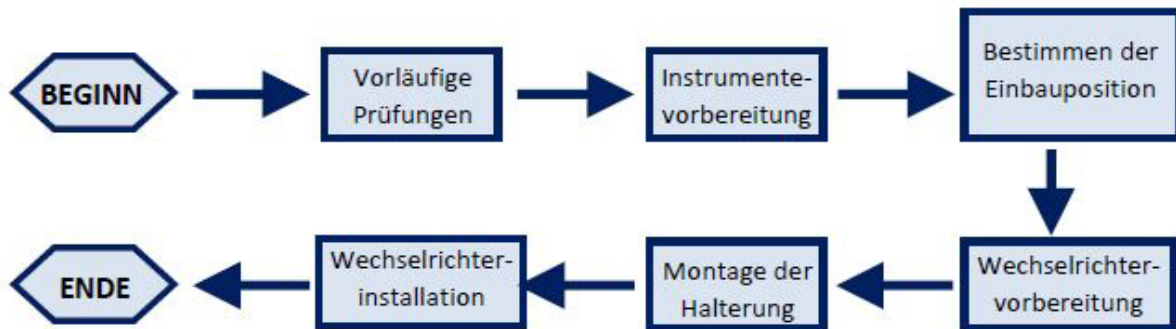 BEGINN
Vorläufige
Prüfungen
Instrumente-
vorbereitung
Bestimmen der
Einbauposition
Wechselrichter-
vorbereitung
Montage der
Halterung
Wechselrichter-
installation
ENDE